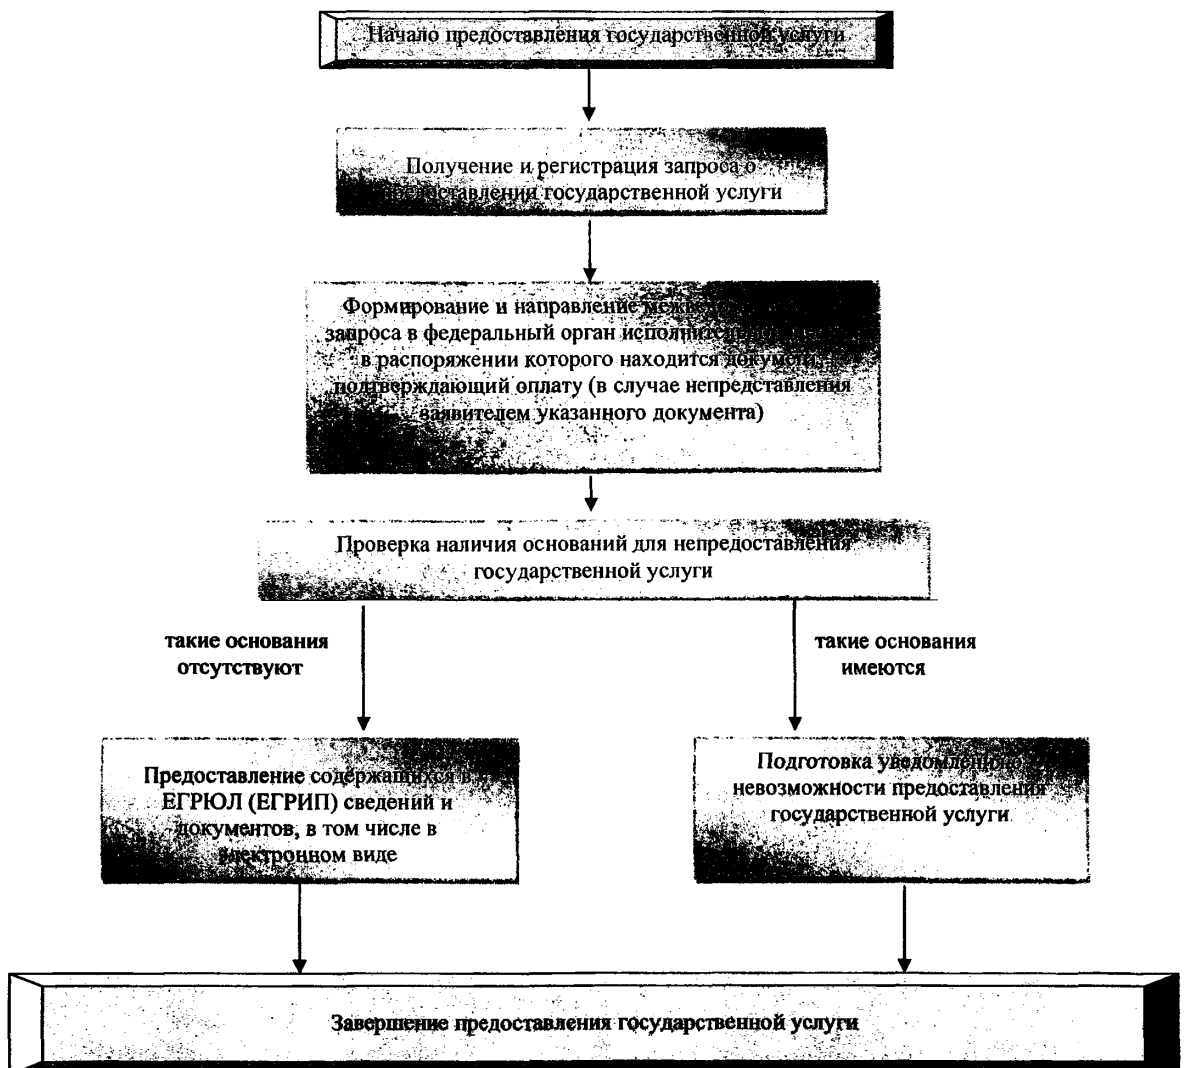 Начало предоставления государственной услуги
Получение и регистрация запроса о
предоставлении государственной услуги
Формирование и направление
запроса в федеральный орган
в распоряжении которого находится документ,
подтверждающий оплату (в случае непредставления
заявителем указанного документа)
Проверка наличия оснований для непредоставления
государственной услуги
такие основания
отсутствуют
такие основания
имеются
Предоставление содержащихся в
ЕГРЮЛ (ЕГРИП) сведений и
документов, в том числе в
электронном виде
Подготовка уведомления о
невозможности предоставления
государственной услуги
Завершение предоставления государственной услуги